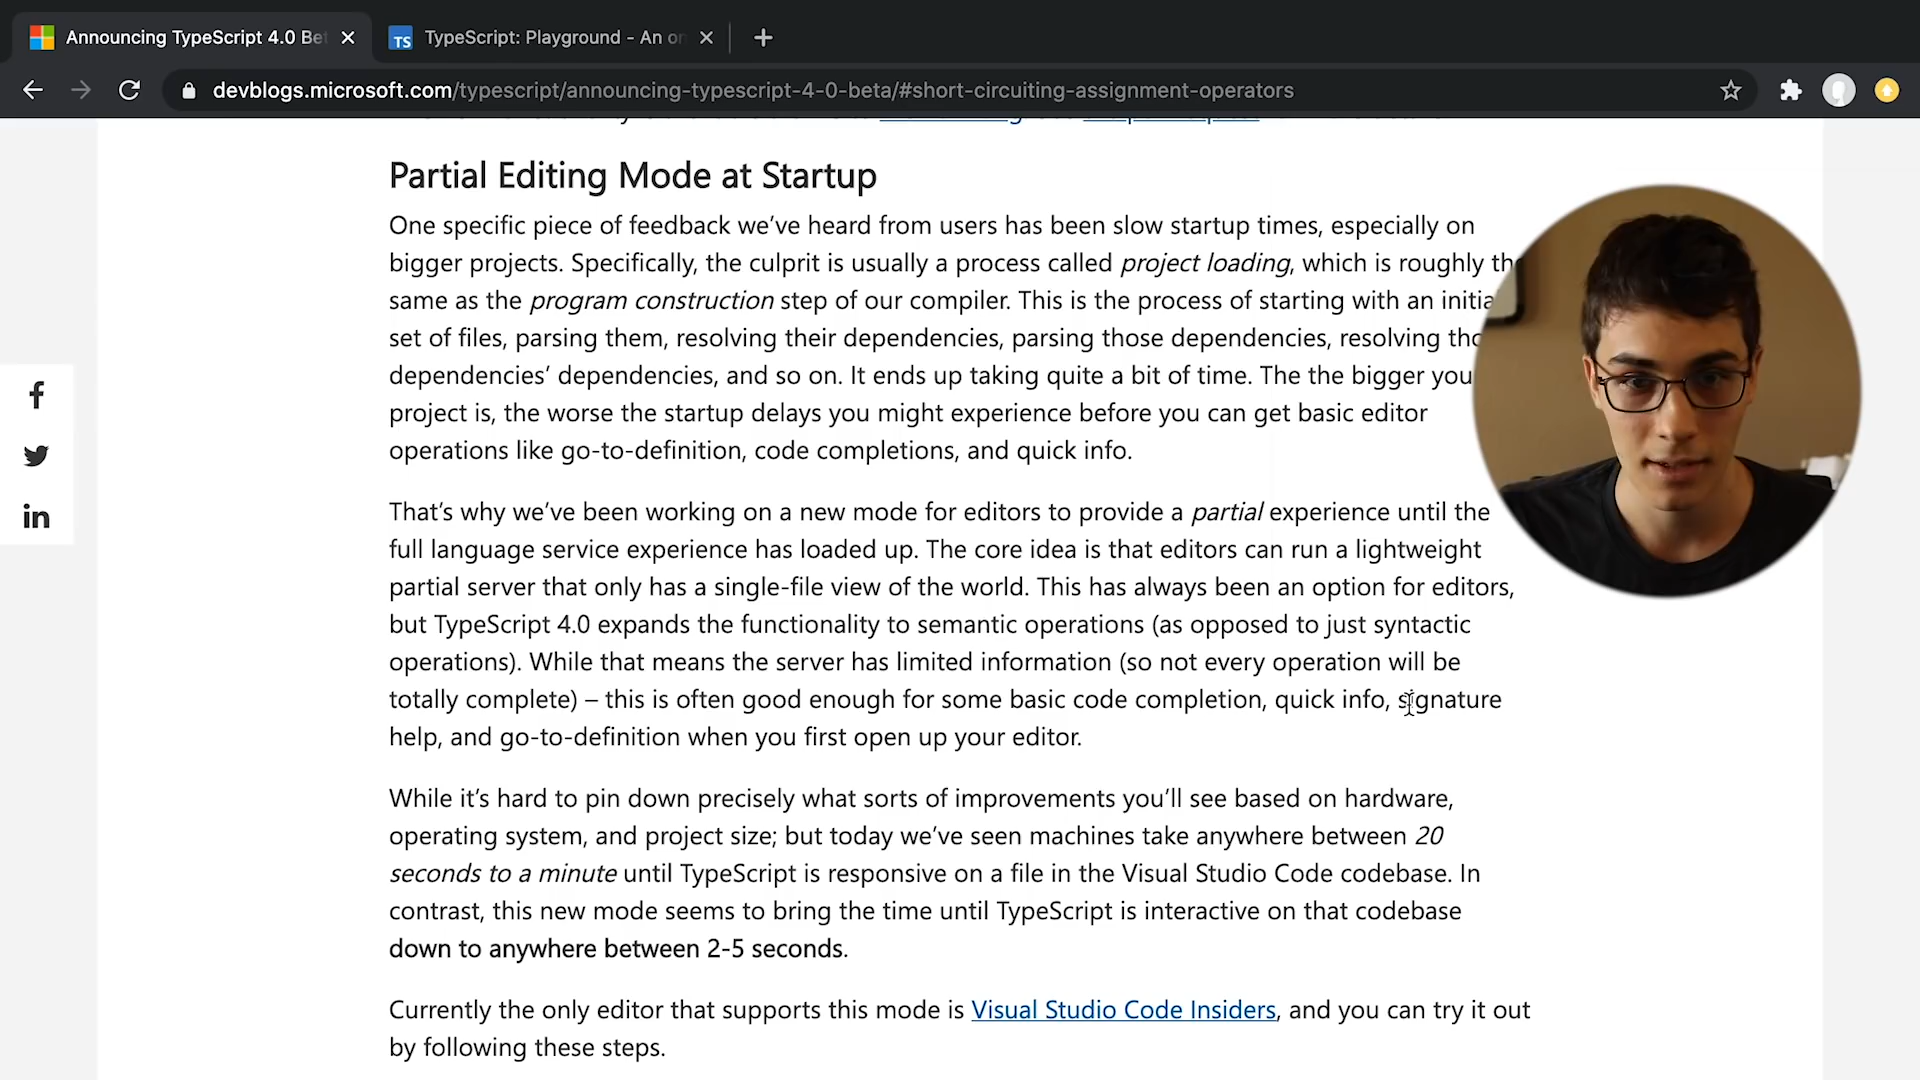 Announcing TypeScript 4.0 Be
TS TypeScript: Playground - An o
devblogs.microsoft.com/typescript/announcing-typescript-4-0-beta/#short-circuiting-assignment-operators
Partial Editing Mode at Startup
One specific piece of feedback we've heard from users has been slow startup times, especially on
bigger projects. Specifically, the culprit is usually a process called project loading, which is roughly th
same as the program construction step of our compiler. This is the process of starting with an initia
set of files, parsing them, resolving their dependencies, parsing those dependencies, resolving tho
dependencies' dependencies, and so on. It ends up taking quite a bit of time. The the bigger you
project is, the worse the startup delays you might experience before you can get basic editor
operations like go-to-definition, code completions, and quick info.
That's why we've been working on a new mode for editors to provide a partial experience until the
full language service experience has loaded up. The core idea is that editors can run a lightweight
partial server that only has a single-file view of the world. This has always been an option for editors,
but TypeScript 4.0 expands the functionality to semantic operations (as opposed to just syntactic
operations). While that means the server has limited information (so not every operation will be
totally complete) – this is often good enough for some basic code completion, quick info, signature
help, and go-to-definition when you first open up your editor.
While it's hard to pin down precisely what sorts of improvements you'll see based on hardware,
operating system, and project size; but today we've seen machines take anywhere between 20
seconds to a minute until TypeScript is responsive on a file in the Visual Studio Code codebase. In
contrast, this new mode seems to bring the time until TypeScript is interactive on that codebase
down to anywhere between 2-5 seconds.
Currently the only editor that supports this mode is Visual Studio Code Insiders, and you can try it out
by following these steps.